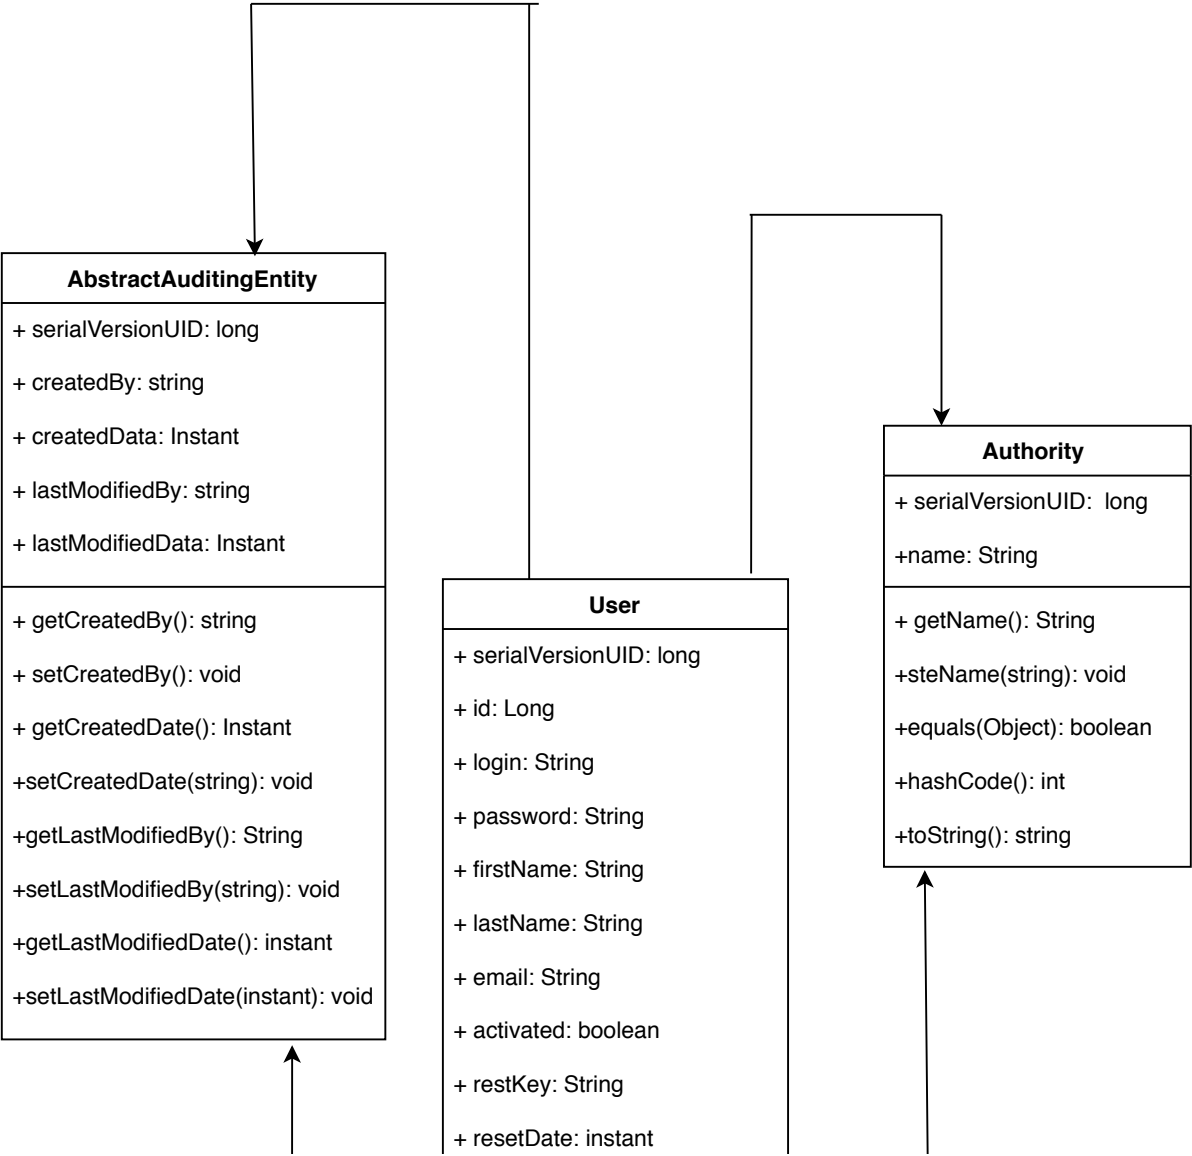 AbstractAuditingEntity
+ serialVersionUID: long
+ createdBy: string
+ createdData: Instant
+ lastModifiedBy: string
+ lastModifiedData: Instant
+ getCreatedBy(): string
+ setCreatedBy(): void
+ getCreatedDate(): Instant
+setCreatedDate(string): void
+getLastModifiedBy(): String
+setLastModifiedBy(string): void
+getLastModifiedDate(): instant
+setLastModifiedDate(instant): void
User
+ serialVersionUID: long
+ id: Long
+ login: String
+ password: String
+ firstName: String
+ lastName: String
+ email: String
+ activated: boolean
+ restKey: String
+ resetDate: instant
Authority
+ serialVersionUID:  long
+name: String
+ getName(): String
+steName(string): void
+equals(Object): boolean
+hashCode(): int
+toString(): string